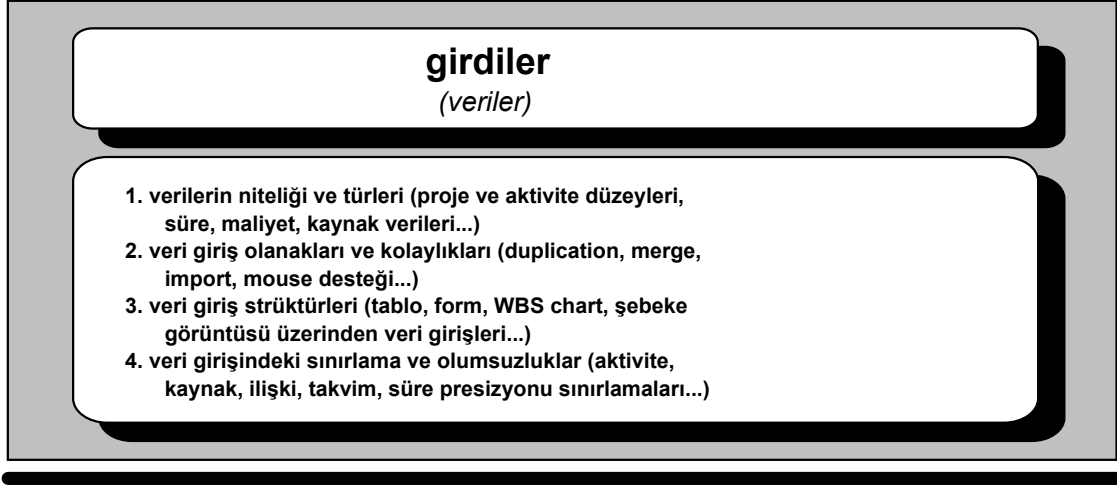 girdiler
(veriler)
1. verilerin niteliği ve türleri (proje ve aktivite düzeyleri,
süre, maliyet, kaynak verileri...)
2. veri giriş olanakları ve kolaylıkları (duplication, merge,
import, mouse desteği...)
3. veri giriş strüktürleri (tablo, form, WBS chart, şebeke
görüntüsü üzerinden veri girişleri...)
4. veri girişindeki sınırlama ve olumsuzluklar (aktivite,
kaynak, ilişki, takvim, süre presizyonu sınırlamaları...)